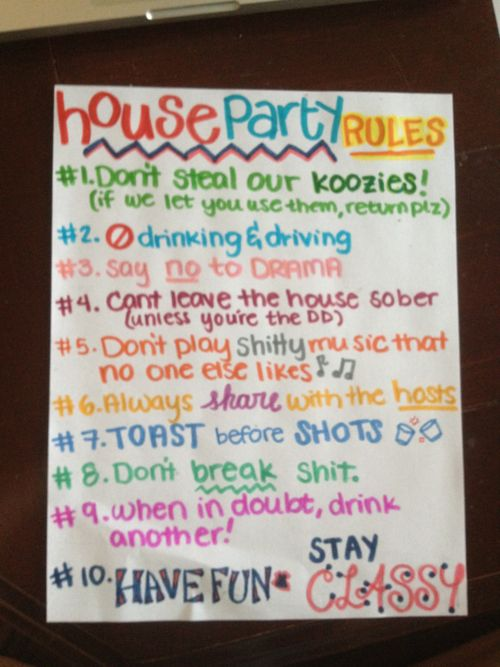 house Party RULES
#1. Don't steal our koozies!
(if we let you use them, return plz)
#2. drinking & driving
#3. say no to DRAMA
#4. Cant leave the house sober
(unless you're the DD)
#5. Don't play shitty music that
no one else likes
#6. Always share with the hosts
#7. TOAST before SHOTS
#8. Don't break shit.
#9. when in doubt, drink
another!
#10. HAVE FUN STAY CLASSY